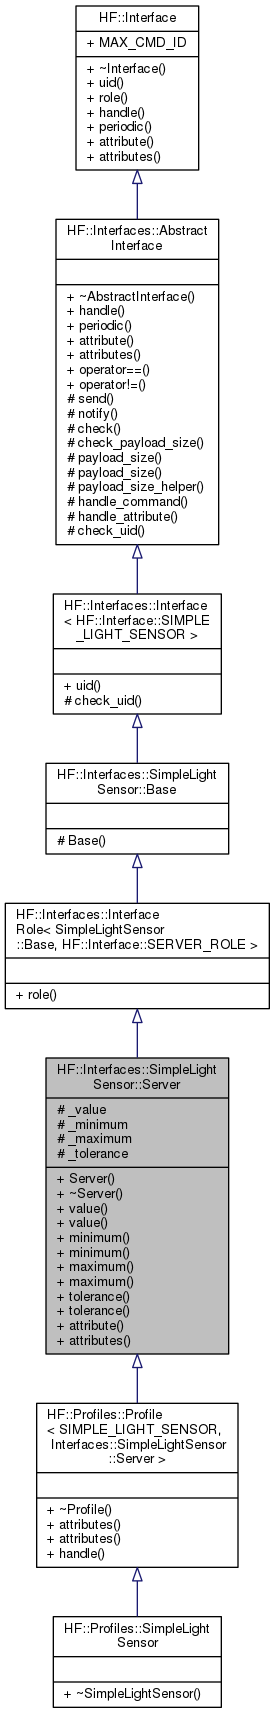 HF::Interface
+ MAX_CMD_ID
+ ~Interface()
+ uid()
+ role()
+ handle()
+ periodic()
+ attribute()
+ attributes()
HF::Interfaces::Abstract
Interface
+ ~AbstractInterface()
+ handle()
+ periodic()
+ attribute()
+ attributes()
+ operator==()
+ operator!=()
# send()
# notify()
# check()
# check_payload_size()
# payload_size()
# payload_size()
# payload_size_helper()
# handle_command()
# handle_attribute()
# check_uid()
HF::Interfaces::Interface
< HF::Interface::SIMPLE
_LIGHT_SENSOR >
+ uid()
# check_uid()
HF::Interfaces::SimpleLight
Sensor::Base
# Base()
HF::Interfaces::Interface
Role< SimpleLightSensor
::Base, HF::Interface::SERVER_ROLE >
+ role()
HF::Interfaces::SimpleLight
Sensor::Server
# _value
# _minimum
# _maximum
# _tolerance
+ Server()
+ ~Server()
+ value()
+ value()
+ minimum()
+ minimum()
+ maximum()
+ maximum()
+ tolerance()
+ tolerance()
+ attribute()
+ attributes()
HF::Profiles::Profile
< SIMPLE_LIGHT_SENSOR,
Interfaces::SimpleLightSensor
::Server >
+ ~Profile()
+ attributes()
+ attributes()
+ handle()
HF::Profiles::SimpleLight
Sensor
+ ~SimpleLightSensor()